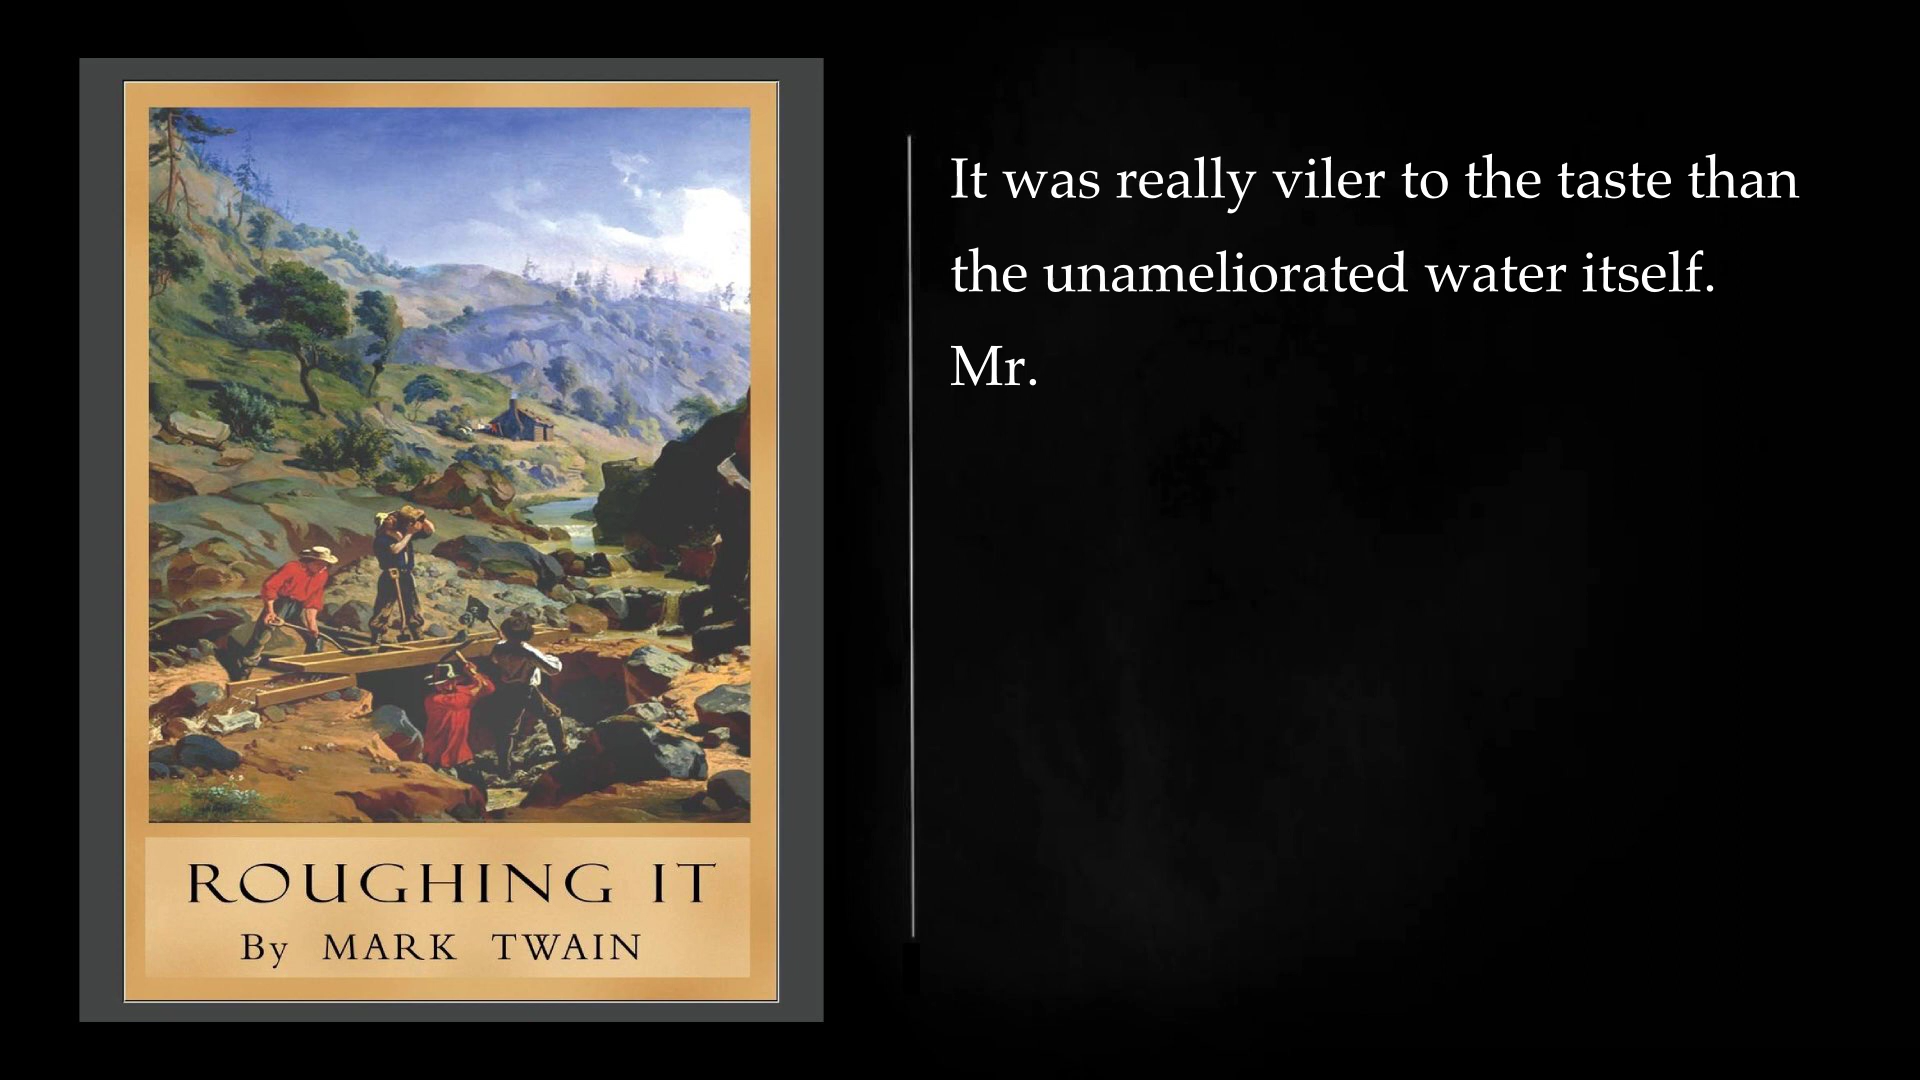 ROUGHING IT
By MARK TWAIN
It was really viler to the taste than
the unameliorated water itself.
Mr.